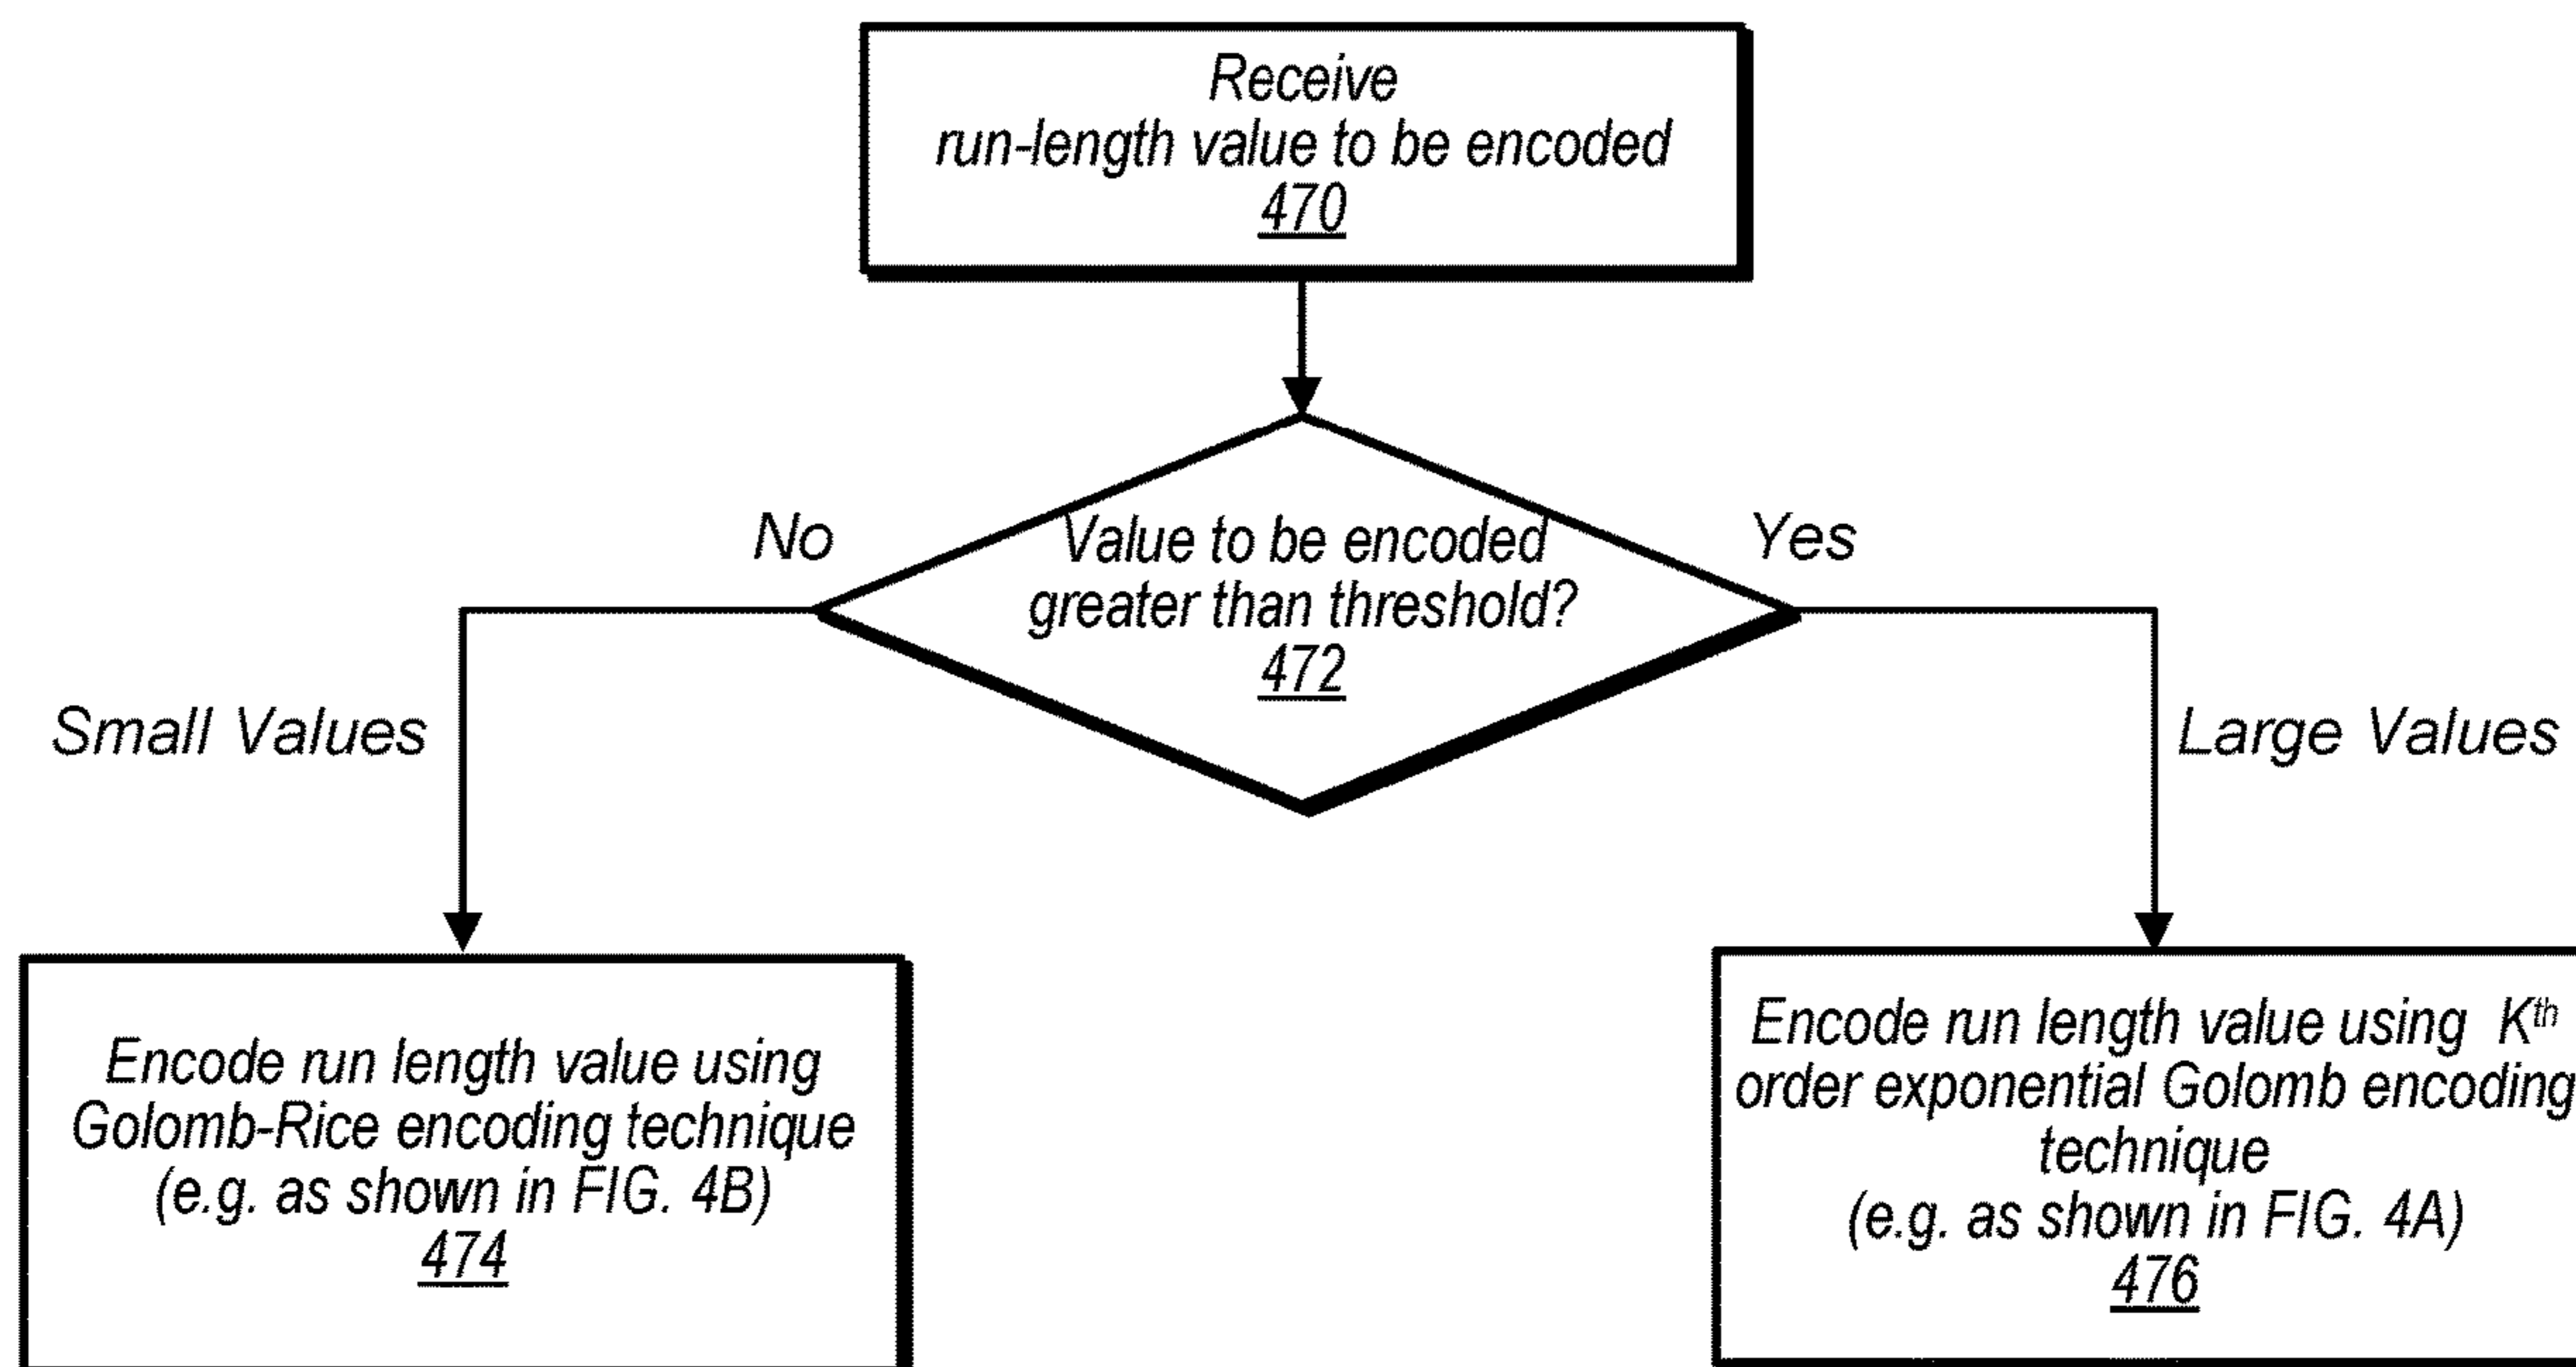 Receive
run-length value to be encoded
470
No
Value to be encoded
greater than threshold?
472
Yes
Small Values
Large Values
Encode run length value using
Golomb-Rice encoding technique
(e.g. as shown in FIG. 4B)
474
Encode run length value using Kth
order exponential Golomb encoding
technique
(e.g. as shown in FIG. 4A)
476